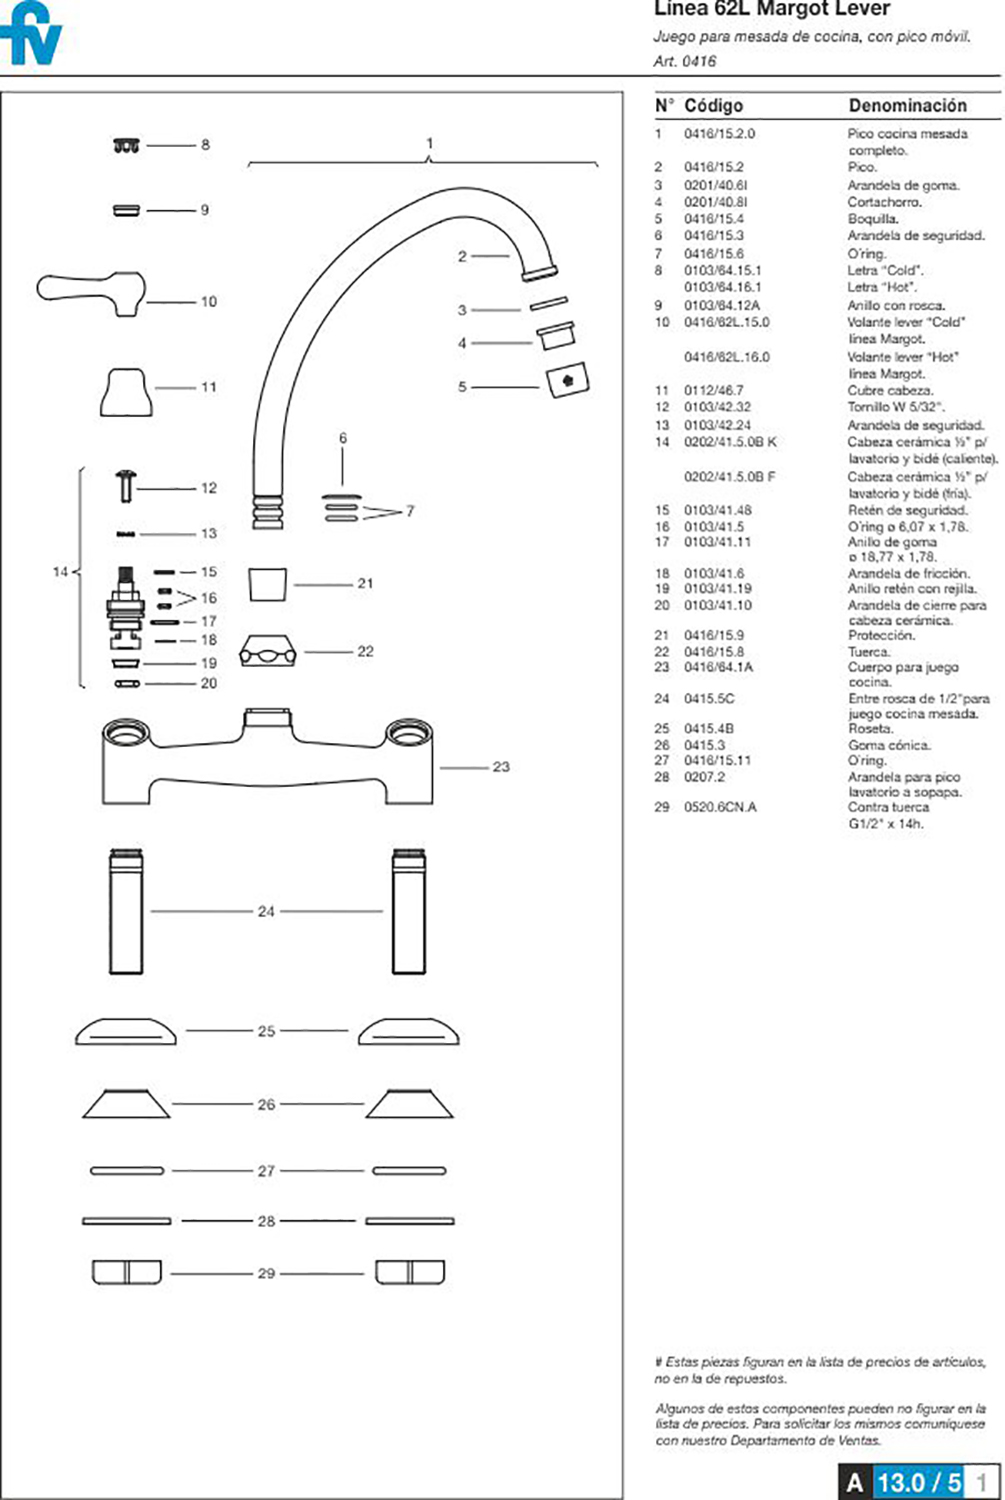 fv
Línea 62L Margot Lever
Juego para mesada de cocina, con pico móvil.
Art. 0416
N° Código Denominación
1 0416/15.2.0 Pico cocina mesada
completo.
2 0416/15.2 Pico.
3 0201/40.6I Arandela de goma.
4 0201/40.8I Cortachorro.
5 0416/15.4 Boquilla.
6 0416/15.3 Arandela de seguridad.
7 0416/15.6 O´ring.
8 0103/64.15.1 Letra “Cold”.
0103/64.16.1 Letra “Hot”.
9 0103/64.12A Anillo con rosca.
10 0416/62L.15.0 Volante lever “Cold”
línea Margot.
0416/62L.16.0 Volante lever “Hot”
línea Margot.
11 0112/46.7 Cubre cabeza.
12 0103/42.32 Tornillo W 5/32".
13 0103/42.24 Arandela de seguridad.
14 0202/41.5.0B K Cabeza cerámica ½" p/
lavatorio y bidé (caliente).
0202/41.5.0B F Cabeza cerámica ½" p/
lavatorio y bidé (fría).
15 0103/41.48 Retén de seguridad.
16 0103/41.5 O´ring ø 6,07 x 1,78.
17 0103/41.11 Anillo de goma
ø 18,77 x 1,78.
18 0103/41.6 Arandela de fricción.
19 0103/41.19 Anillo retén con rejilla.
20 0103/41.10 Arandela de cierre para
cabeza cerámica.
21 0416/15.9 Protección.
22 0416/15.8 Tuerca.
23 0416/64.1A Cuerpo para juego
cocina.
24 0415.5C Entre rosca de 1/2"para
juego cocina mesada.
25 0415.4B Roseta.
26 0415.3 Goma cónica.
27 0416/15.11 O´ring.
28 0207.2 Arandela para pico
lavatorio a sopapa.
29 0520.6CN.A Contra tuerca
G1/2" x 14h.
8
1
9
2
10
3
4
11
5
6
12
7
13
14
15
21
16
17
18
22
19
20
23
24
25
26
27
28
29
# Estas piezas figuran en la lista de precios de artículos,
no en la de repuestos.
Algunos de estos componentes pueden no figurar en la
lista de precios. Para solicitar los mismos comuníquese
con nuestro Departamento de Ventas.
A 13.0 / 5 1